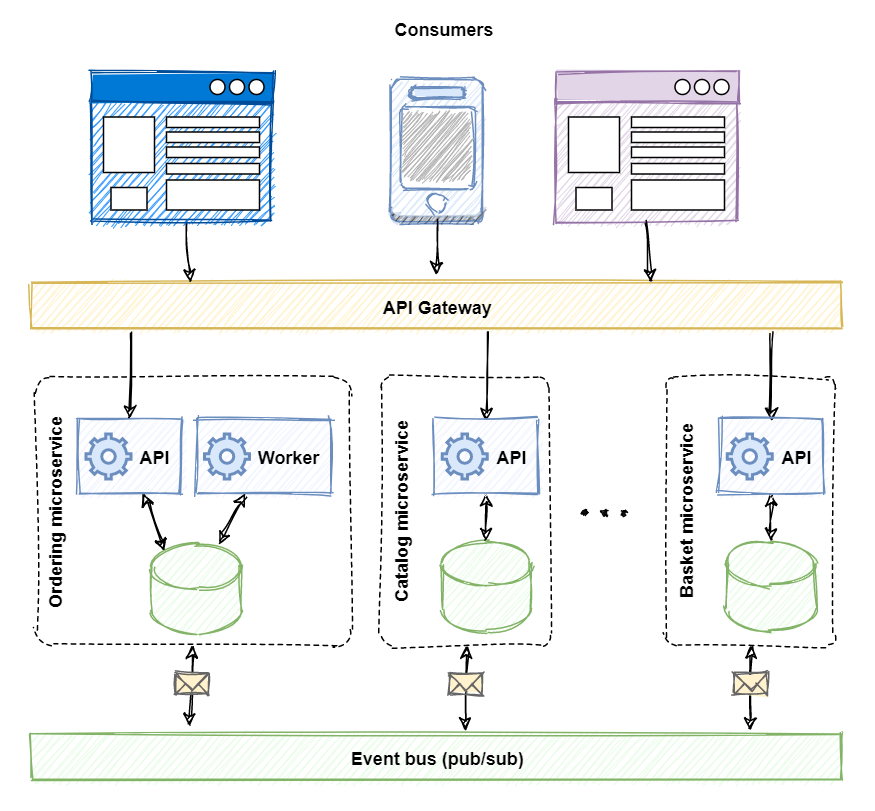 Consumers
API Gateway
Ordering microservice
API
Worker
Catalog microservice
API
Basket microservice
API
Event bus (pub/sub)